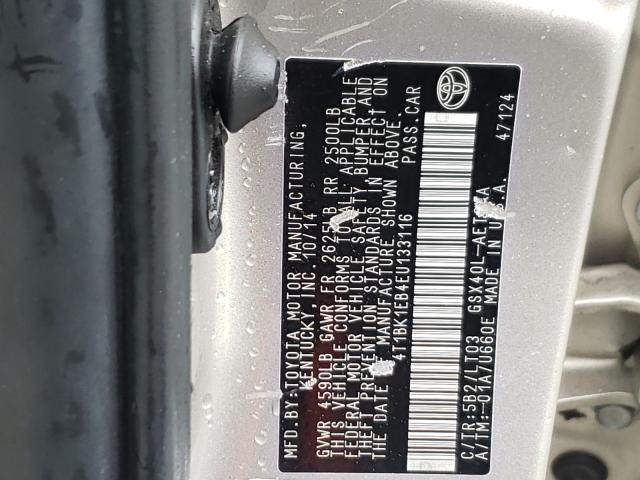 MFD. BY: TOYOTA MOTOR MANUFACTURING,
KENTUCKY, INC. 10/14
GVWR 4590LB GAWR FR 2625LB RR 2500LB
THIS VEHICLE CONFORMS TO ALL APPLICABLE
FEDERAL MOTOR VEHICLE SAFETY, BUMPER AND
THEFT PREVENTION STANDARDS IN EFFECT ON
THE DATE OF MANUFACTURE SHOWN ABOVE.
4T1BK1EB4EU133116 PASS. CAR
C/TR:5B2/LT03 GSX40L-AET
A/TM:-01A/U660E MADE IN U.S.A.
47124